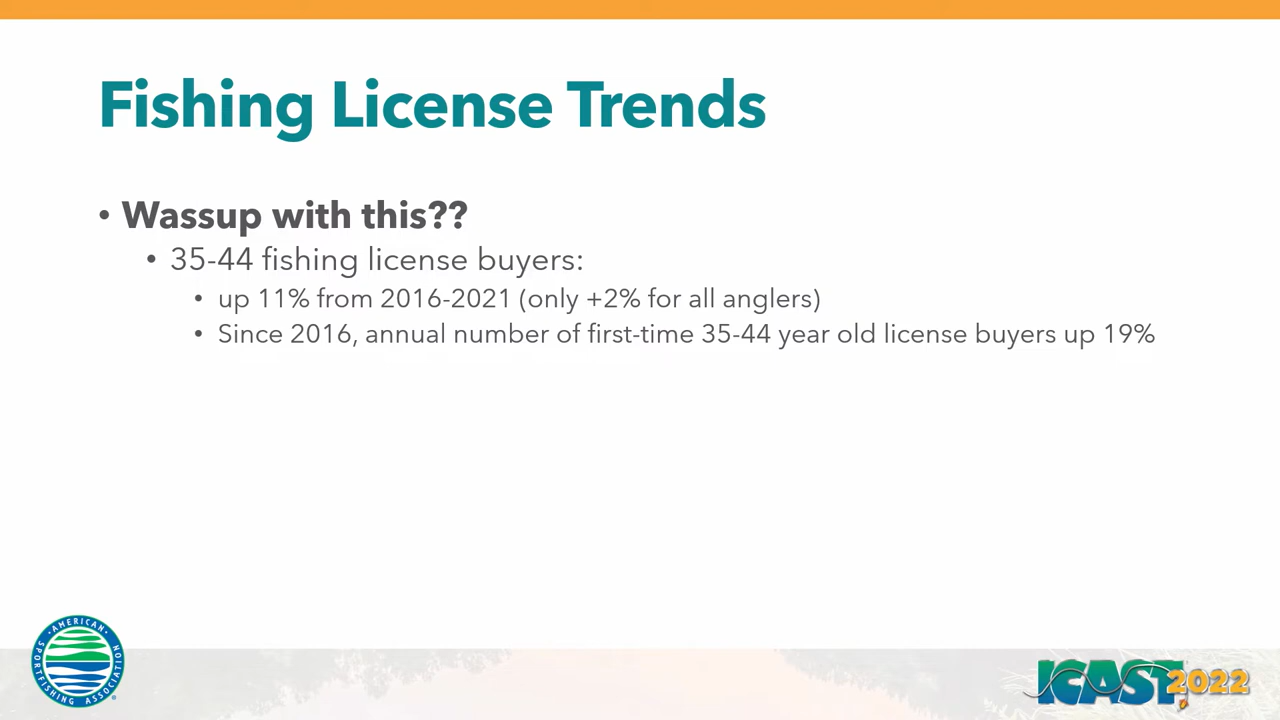 Fishing License Trends
• Wassup with this??
• 35-44 fishing license buyers:
• up 11% from 2016-2021 (only +2% for all anglers)
• Since 2016, annual number of first-time 35-44 year old license buyers up 19%
AMERICAN SPORTFISHING ASSOCIATION
ICAST 2022